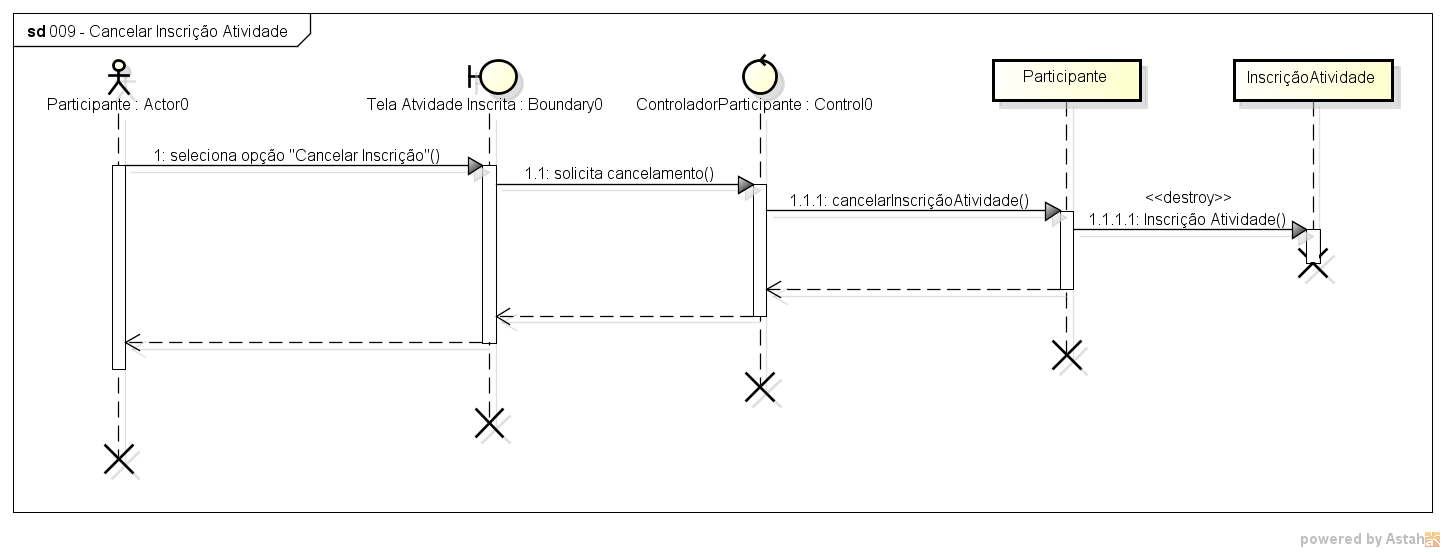 sd 009 - Cancelar Inscrição Atividade
Participante : Actor0
Tela Atvidade Inscrita : Boundary0
ControladorParticipante : Control0
Participante
InscriçãoAtividade
1: seleciona opção "Cancelar Inscrição"()
1.1: solicita cancelamento()
1.1.1: cancelarInscriçãoAtividade()
<<destroy>>
1.1.1.1: Inscrição Atividade()
powered by Astah